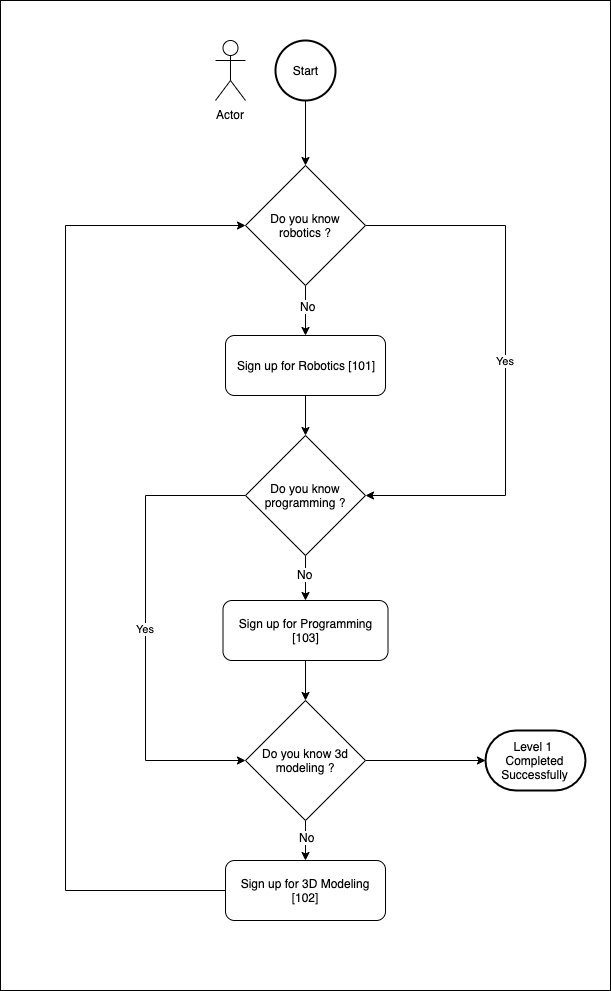 Start
Actor
Do you know
robotics ?
No
Sign up for Robotics [101]
Yes
Do you know
programming ?
No
Sign up for Programming
[103]
Yes
Do you know 3d
modeling ?
Level 1
Completed
Successfully
No
Sign up for 3D Modeling
[102]